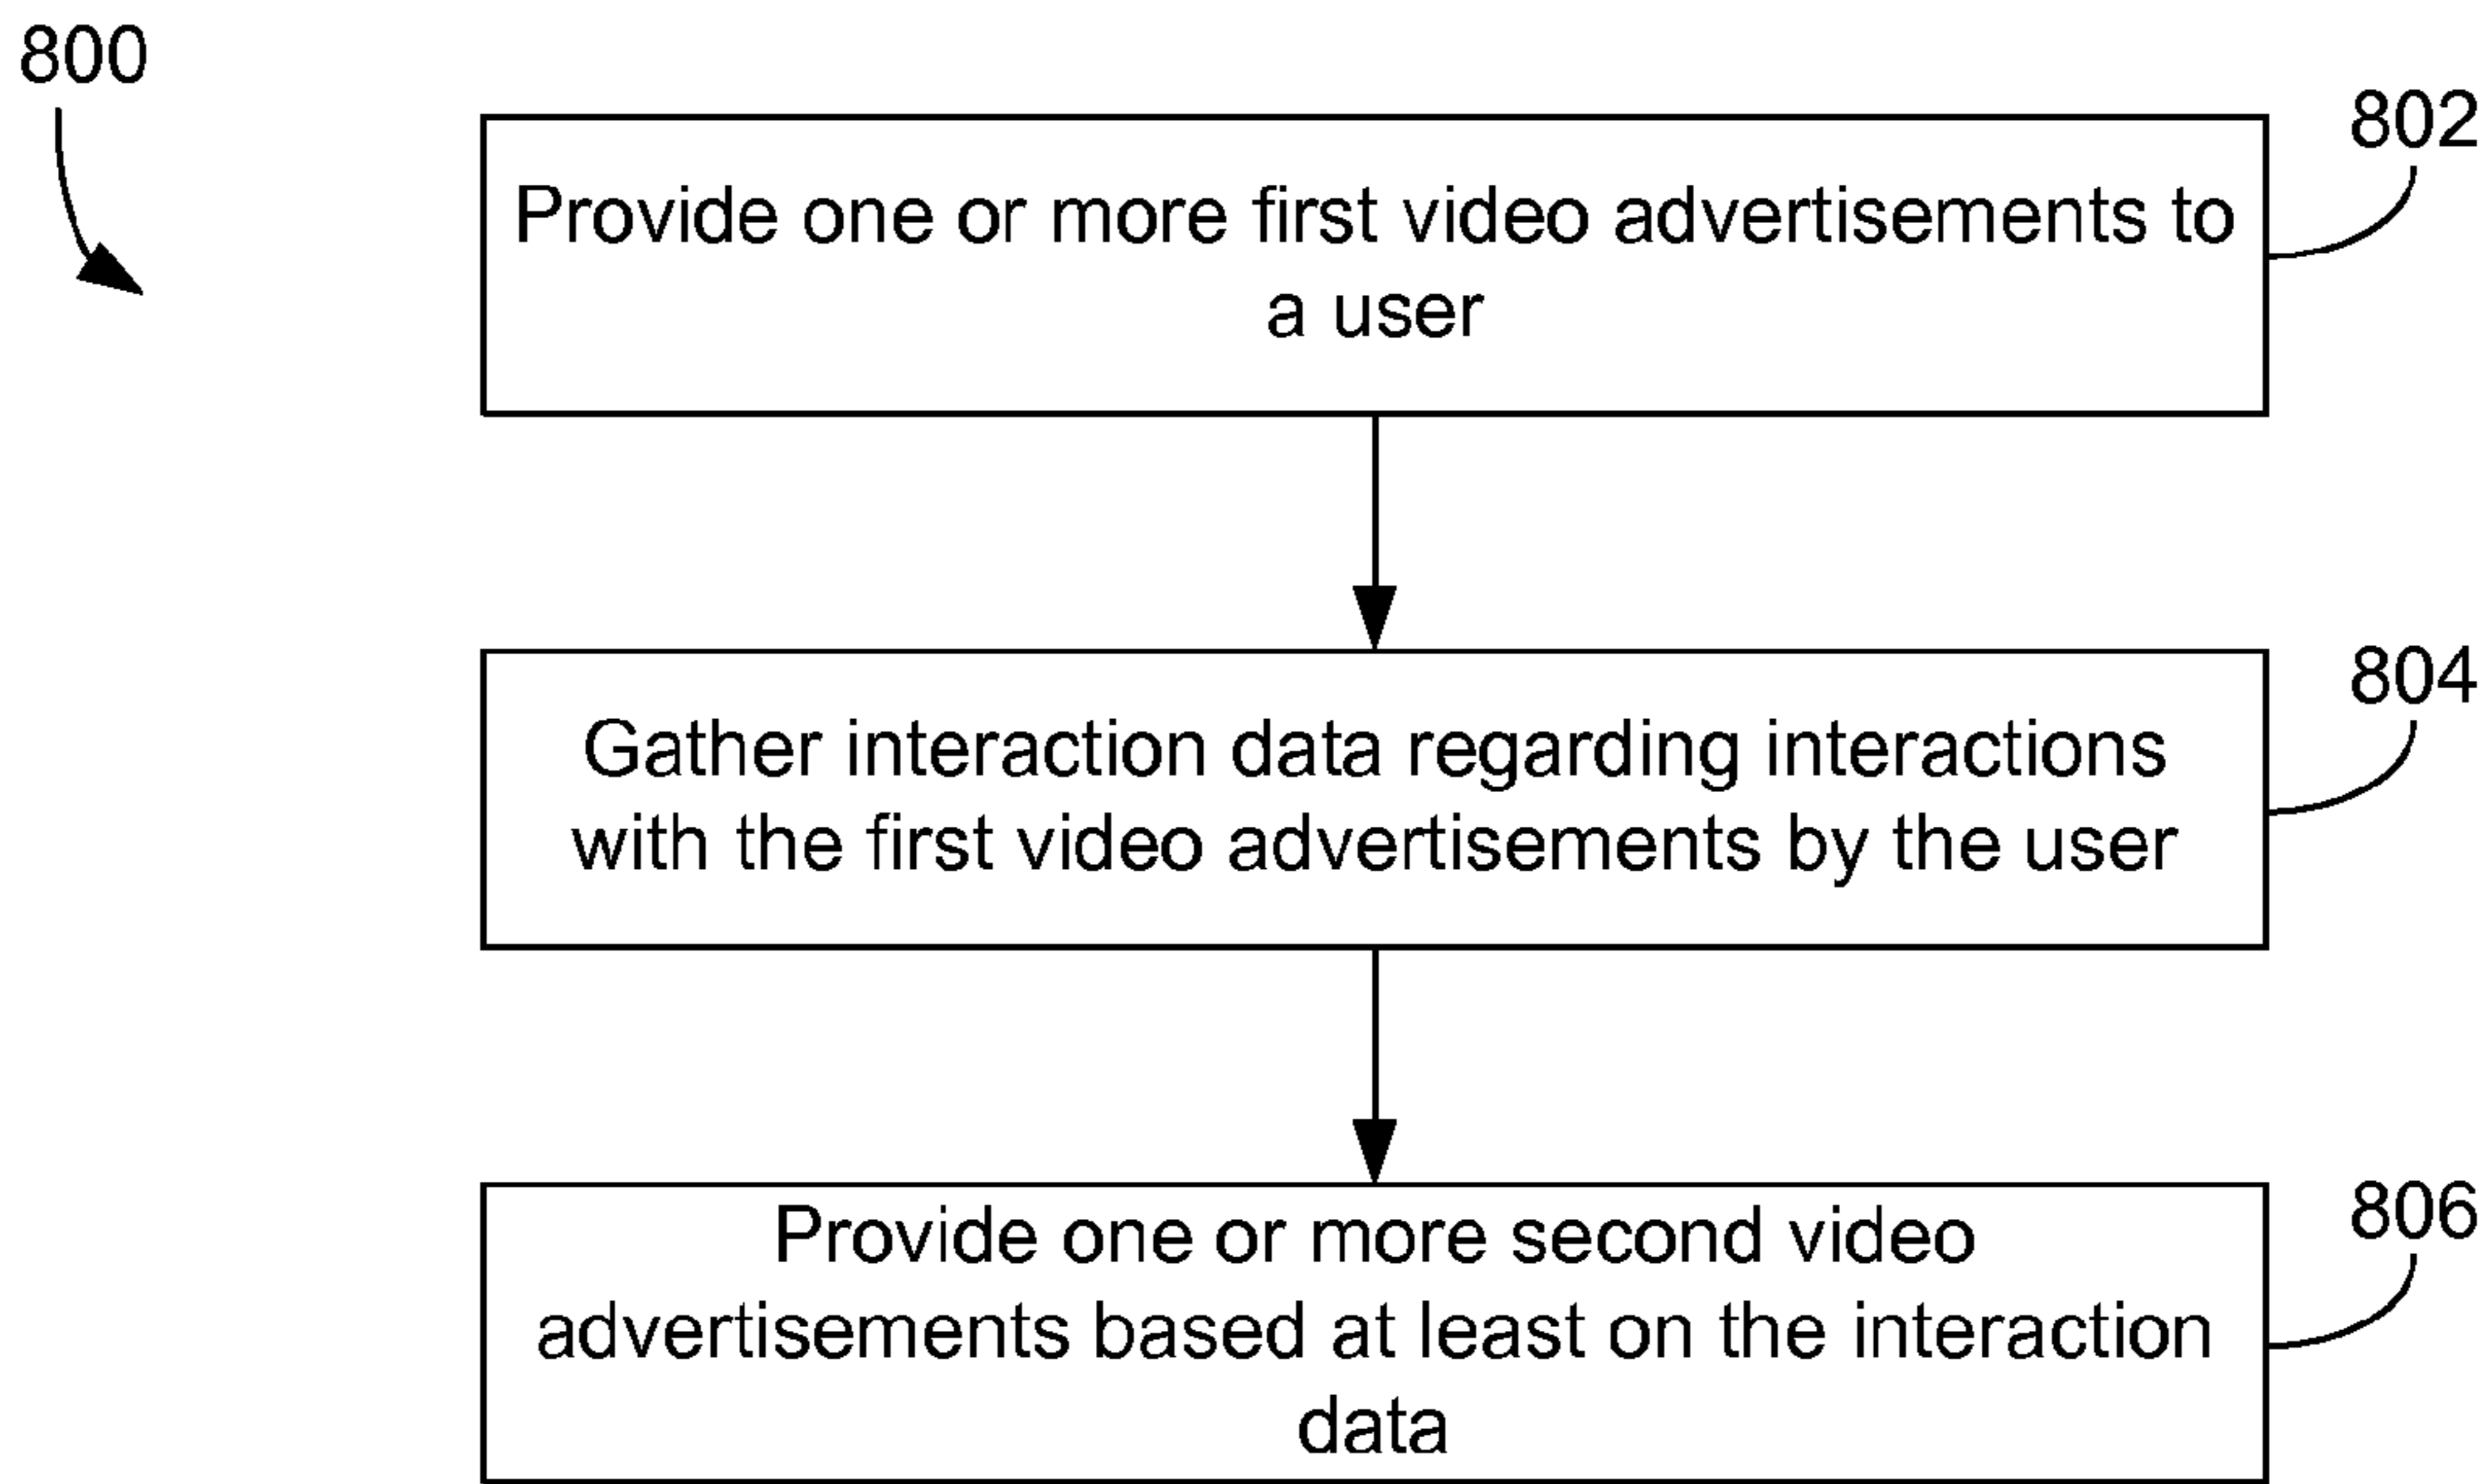 800
802
Provide one or more first video advertisements to
a user
804
Gather interaction data regarding interactions
with the first video advertisements by the user
806
Provide one or more second video
advertisements based at least on the interaction
data